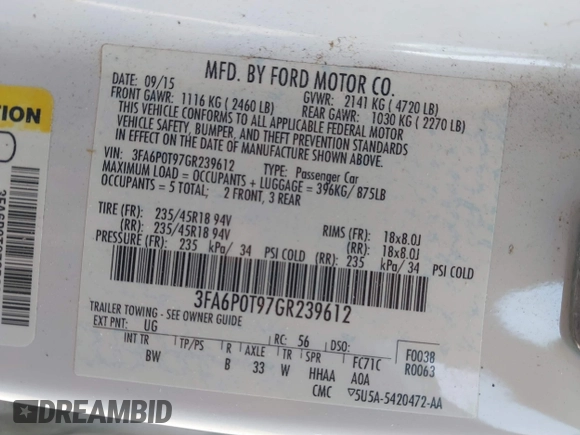 MFD. BY FORD MOTOR CO.
DATE: 09/15
FRONT GAWR: 1116 KG (2460 LB)
GVWR: 2141 KG (4720 LB)
REAR GAWR: 1030 KG (2270 LB)
THIS VEHICLE CONFORMS TO ALL APPLICABLE FEDERAL MOTOR
VEHICLE SAFETY, BUMPER, AND THEFT PREVENTION STANDARDS
IN EFFECT ON THE DATE OF MANUFACTURE SHOWN ABOVE.
VIN: 3FA6P0T97GR239612 TYPE: Passenger Car
MAXIMUM LOAD = OCCUPANTS + LUGGAGE = 396KG/ 875LB
OCCUPANTS = 5 TOTAL; 2 FRONT, 3 REAR
TIRE (FR): 235/45R18 94V RIMS (FR): 18x8.0J
(RR): 235/45R18 94V (RR): 18x8.0J
PRESSURE (FR): 235 kPa/ 34 PSI COLD (RR): 235 kPa/ 34 PSI COLD
3FA6P0T97GR239612
TRAILER TOWING - SEE OWNER GUIDE
EXT PNT: UG RC: 56 DSO: F0038
INT TR TP/PS R AXLE TR SPR FC71C R0063
BW B 33 W HHAA A0A
CMC 5U5A-5420472-AA
DREAMBID